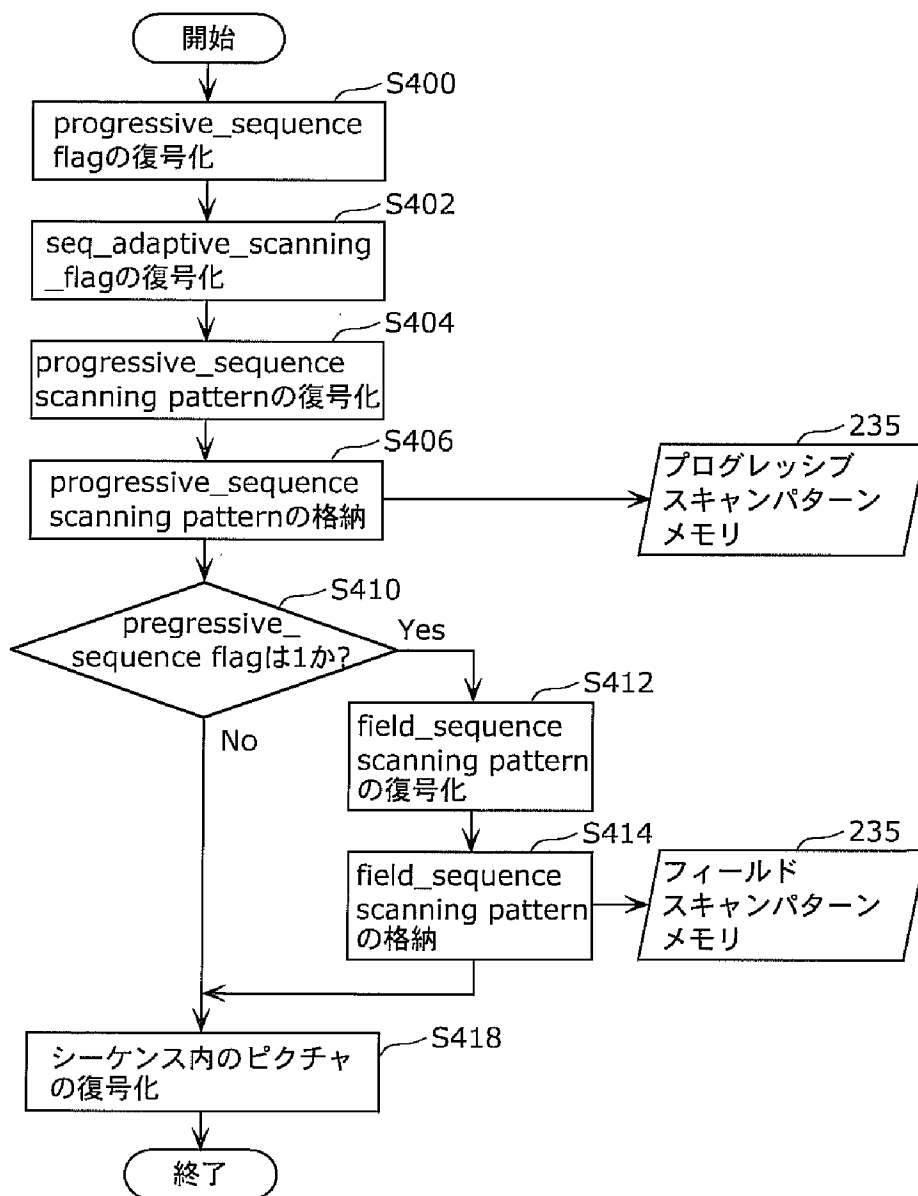 開始
S400
progressive_sequence
flagの復号化
S402
seq_adaptive_scanning
_flagの復号化
S404
progressive_sequence
scanning patternの復号化
S406
progressive_sequence
scanning patternの格納
235
プログレッシブ
スキャンパターン
メモリ
S410
pregressive_
sequence flagは1か?
Yes
No
S412
field_sequence
scanning pattern
の復号化
S414
field_sequence
scanning pattern
の格納
235
フィールド
スキャンパターン
メモリ
S418
シーケンス内のピクチャ
の復号化
終了